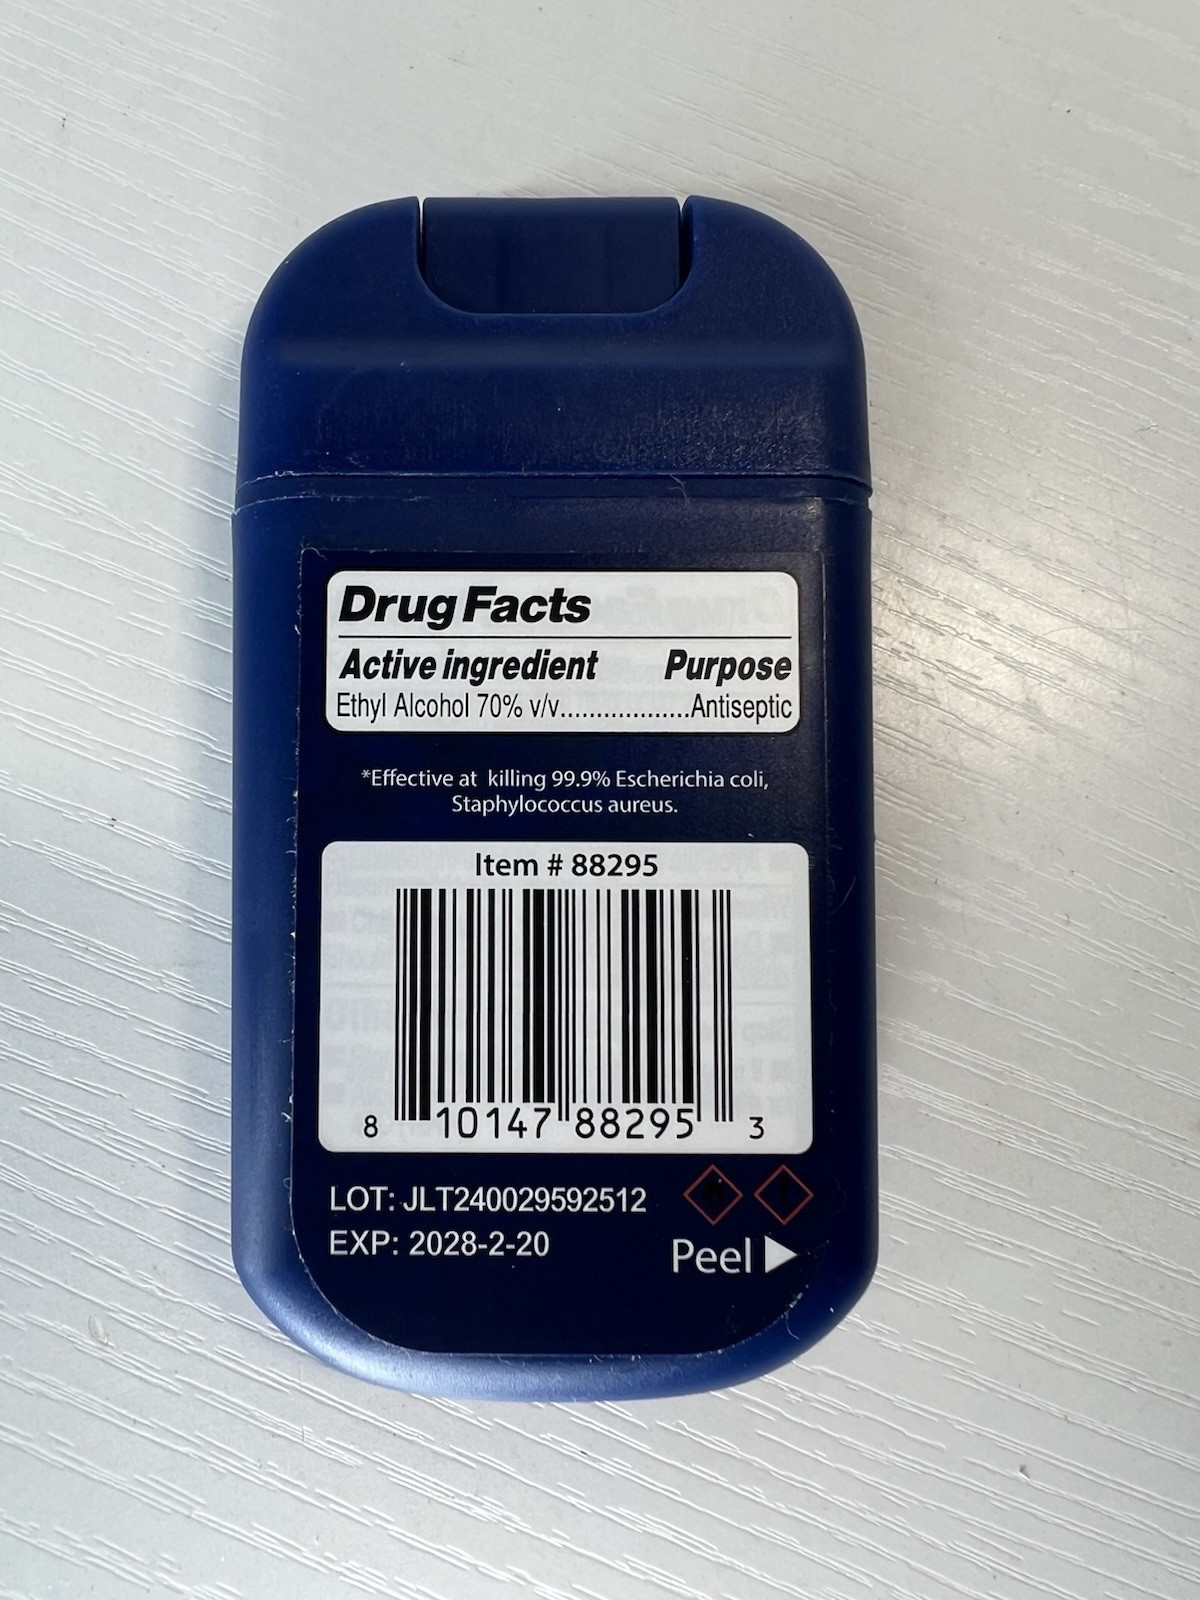 Drug Facts
Active ingredient Purpose
Ethyl Alcohol 70% v/v..................Antiseptic
*Effective at killing 99.9% Escherichia coli,
Staphylococcus aureus.
Item # 88295
8 10147 88295 3
LOT: JLT240029592512
EXP: 2028-2-20
Peel